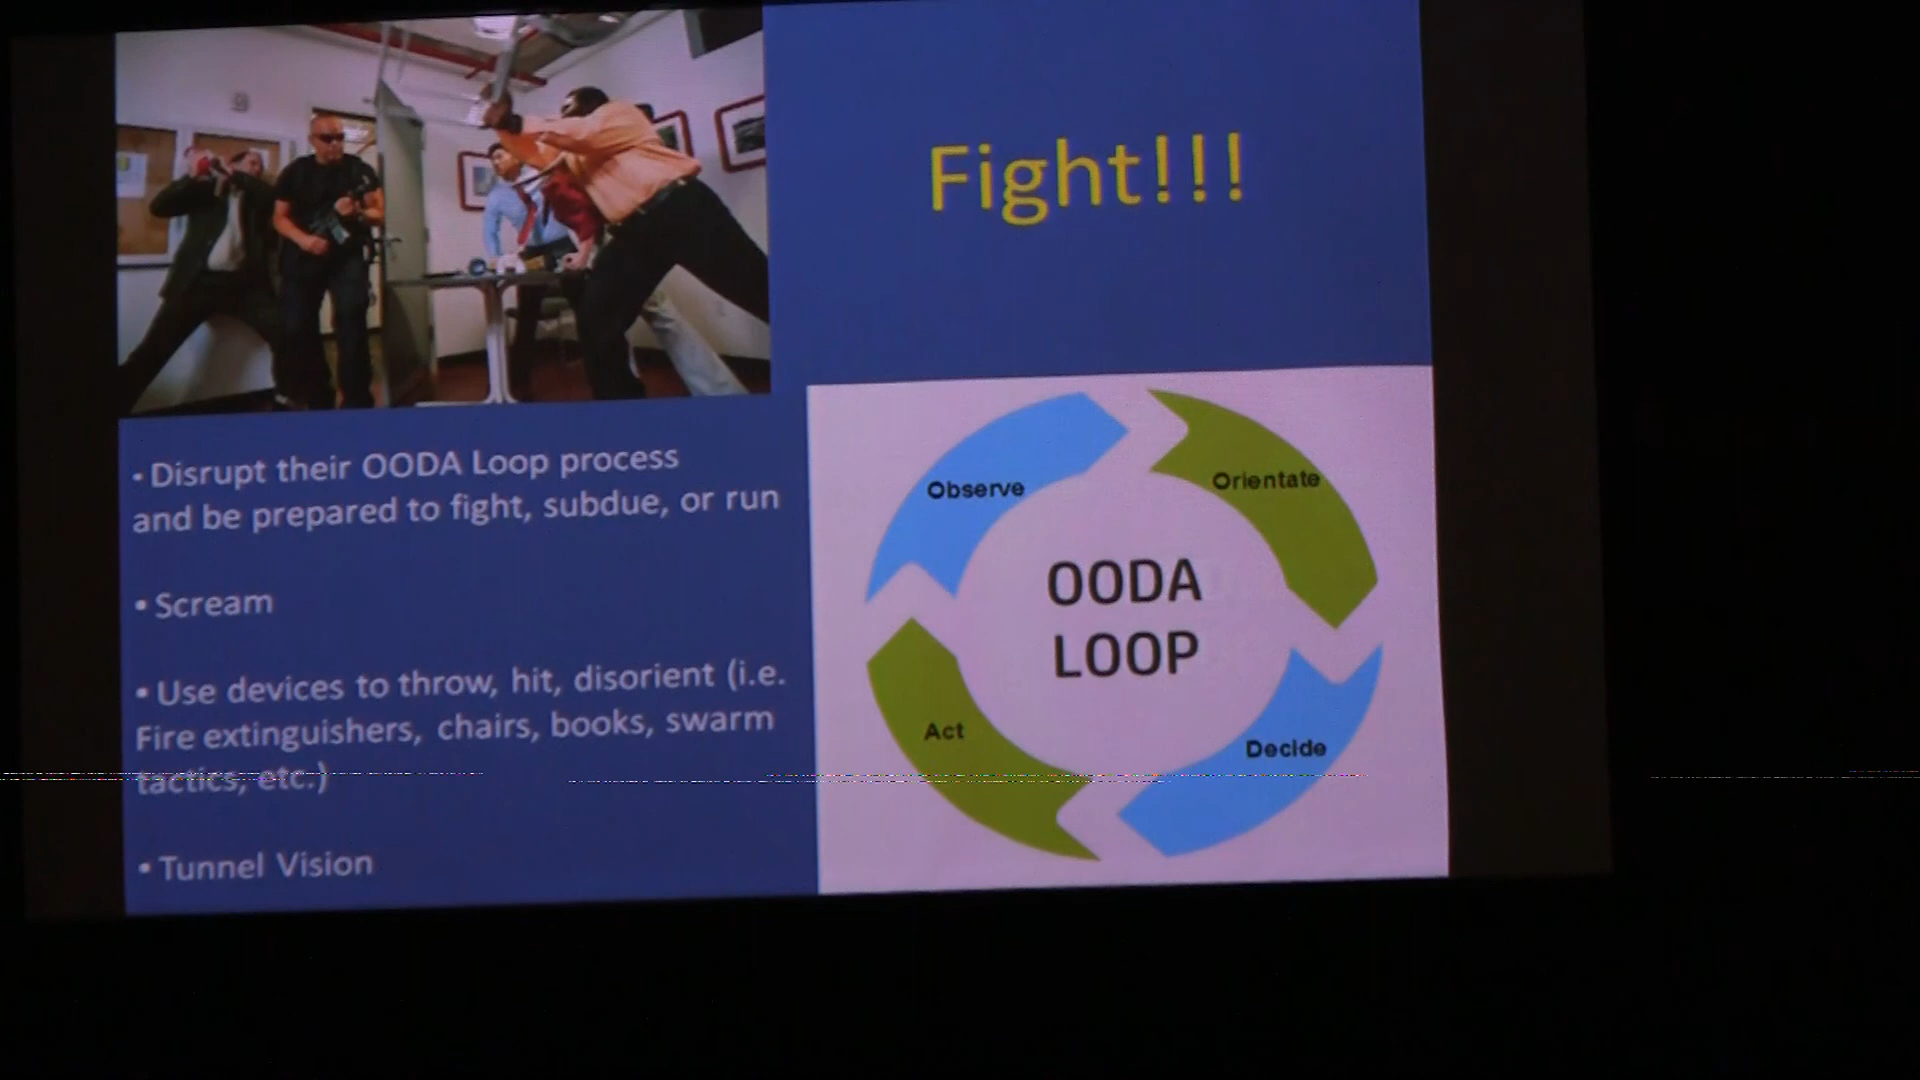 Fight!!!
• Disrupt their OODA Loop process
and be prepared to fight, subdue, or run
• Scream
• Use devices to throw, hit, disorient (i.e.
Fire extinguishers, chairs, books, swarm
tactics, etc.)
• Tunnel Vision
Observe
Orientate
OODA
LOOP
Act
Decide